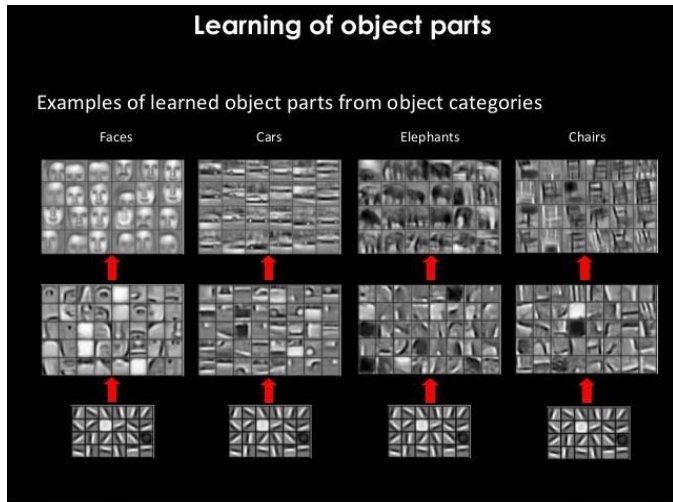 Learning of object parts
Examples of learned object parts from object categories
Faces
Cars
Elephants
Chairs